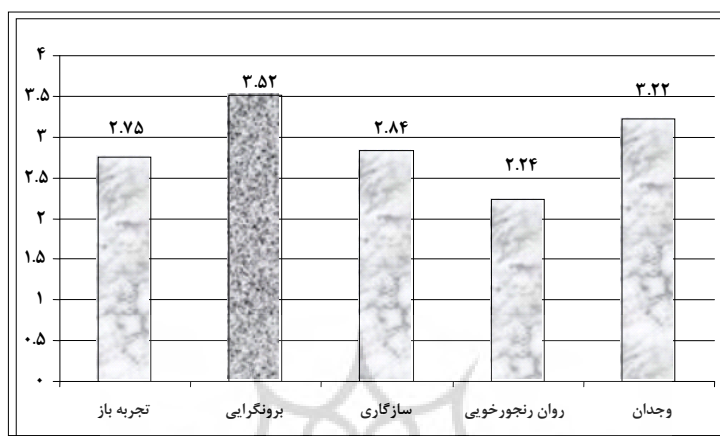 ۴
۳.۵
۳
۲.۵
۲
۱.۵
۱
۰.۵
۰
۲.۷۵
۳.۵۲
۲.۸۴
۲.۲۴
۳.۲۲
تجربه باز
برونگرایی
سازگاری
روان رنجورخویی
وجدان